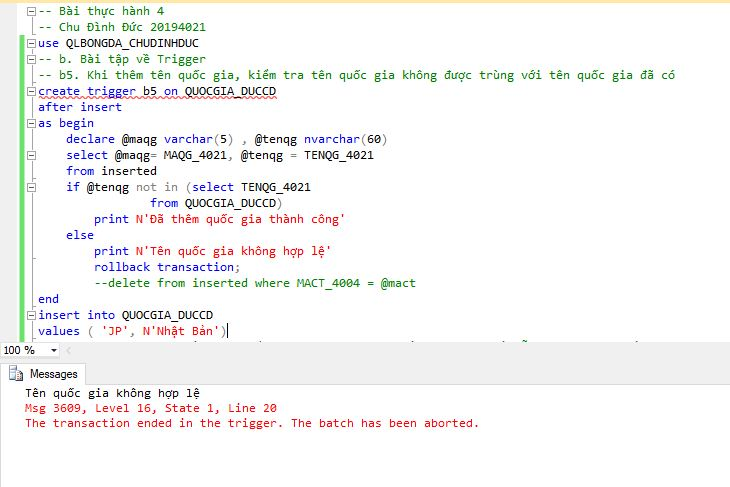 -- Bài thực hành 4
-- Chu Đình Đức 20194021
use QLBONGDA_CHUDINHDUC
-- b. Bài tập về Trigger
-- b5. Khi thêm tên quốc gia, kiểm tra tên quốc gia không được trùng với tên quốc gia đã có
create trigger b5 on QUOCGIA_DUCCD
after insert
as begin
declare @maqg varchar(5) , @tenqg nvarchar(60)
select @maqg= MAQG_4021, @tenqg = TENQG_4021
from inserted
if @tenqg not in (select TENQG_4021
from QUOCGIA_DUCCD)
print N'Đã thêm quốc gia thành công'
else
print N'Tên quốc gia không hợp lệ'
rollback transaction;
--delete from inserted where MACT_4004 = @mact
end
insert into QUOCGIA_DUCCD
values ( 'JP', N'Nhật Bản')
100 %
Messages
Tên quốc gia không hợp lệ
Msg 3609, Level 16, State 1, Line 20
The transaction ended in the trigger. The batch has been aborted.